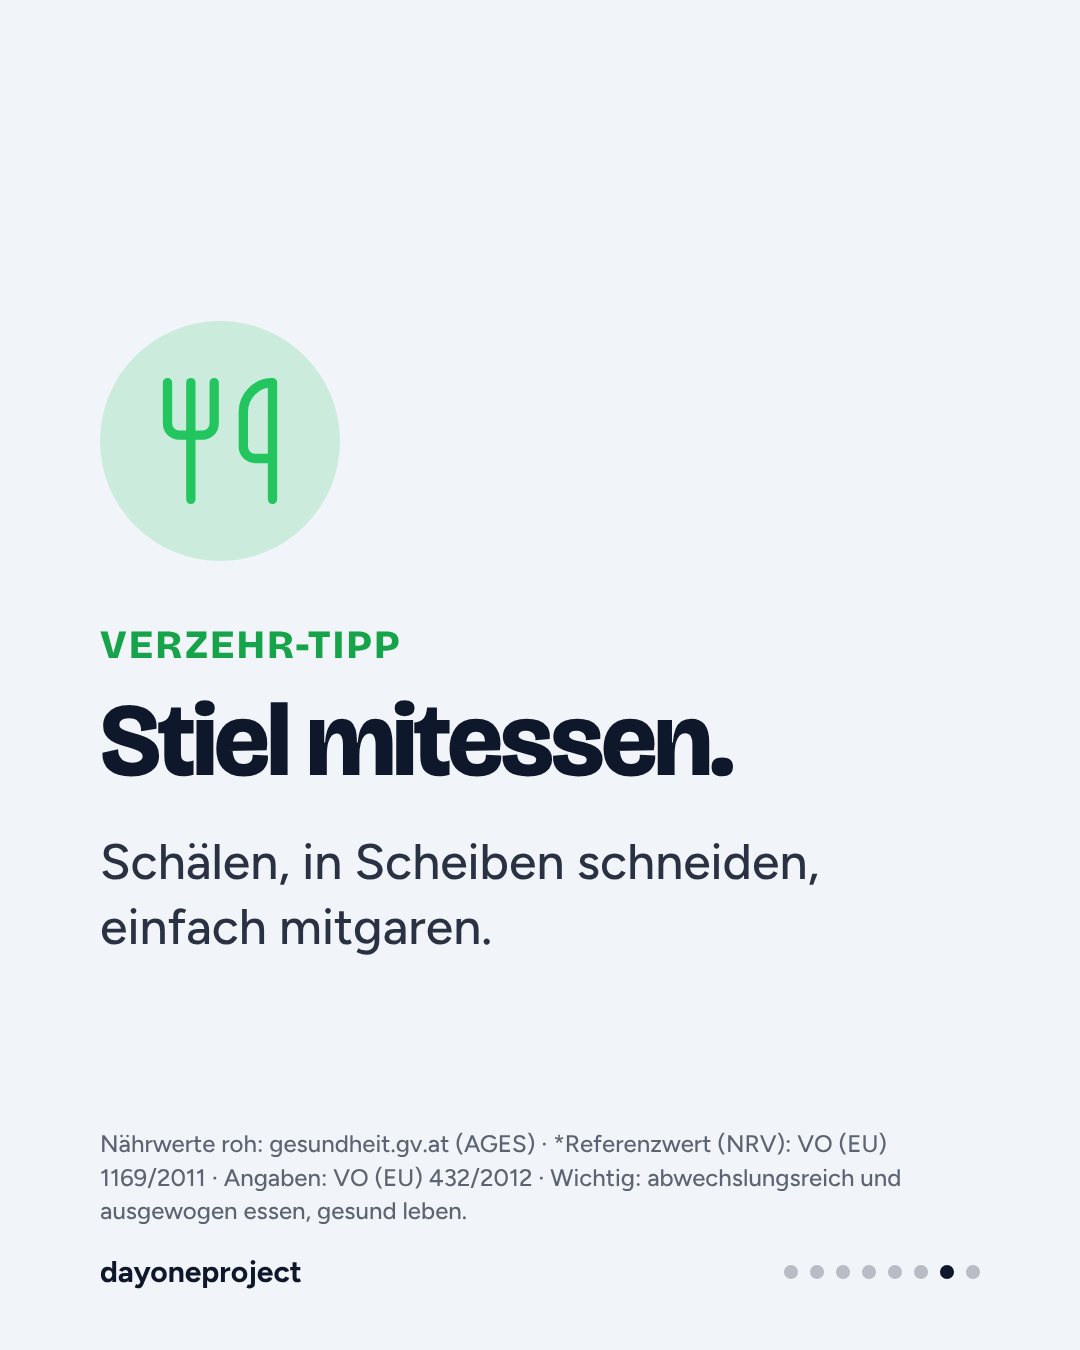 VERZEHR-TIPP
Stiel mitessen.
Schälen, in Scheiben schneiden,
einfach mitgaren.
Nährwerte roh: gesundheit.gv.at (AGES) · *Referenzwert (NRV): VO (EU)
1169/2011 · Angaben: VO (EU) 432/2012 · Wichtig: abwechslungsreich und
ausgewogen essen, gesund leben.
dayoneproject